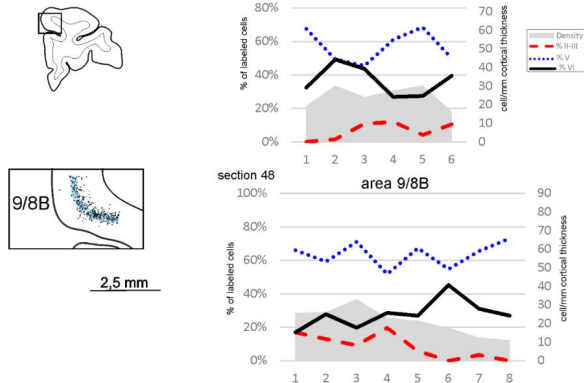 80%
60%
40%
20%
0%
% of labeled cells
1 2 3 4 5 6
70
60
50
40
30
20
10
0
cell/mm cortical thickness
Density
% II-III
% V
% VI
section 48
area 9/8B
9/8B
2,5 mm
100%
80%
60%
40%
20%
0%
% of labeled cells
1 2 3 4 5 6 7 8
90
80
70
60
50
40
30
20
10
0
cell/mm cortical thickness